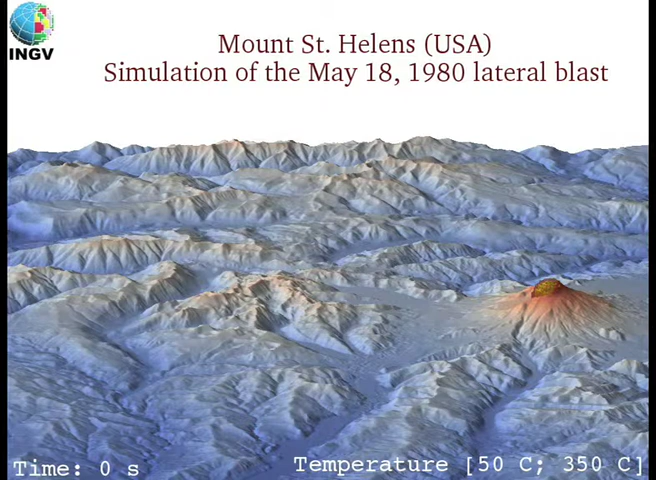 INGV
Mount St. Helens (USA)
Simulation of the May 18, 1980 lateral blast
Time: 0 s
Temperature [50 C; 350 C]